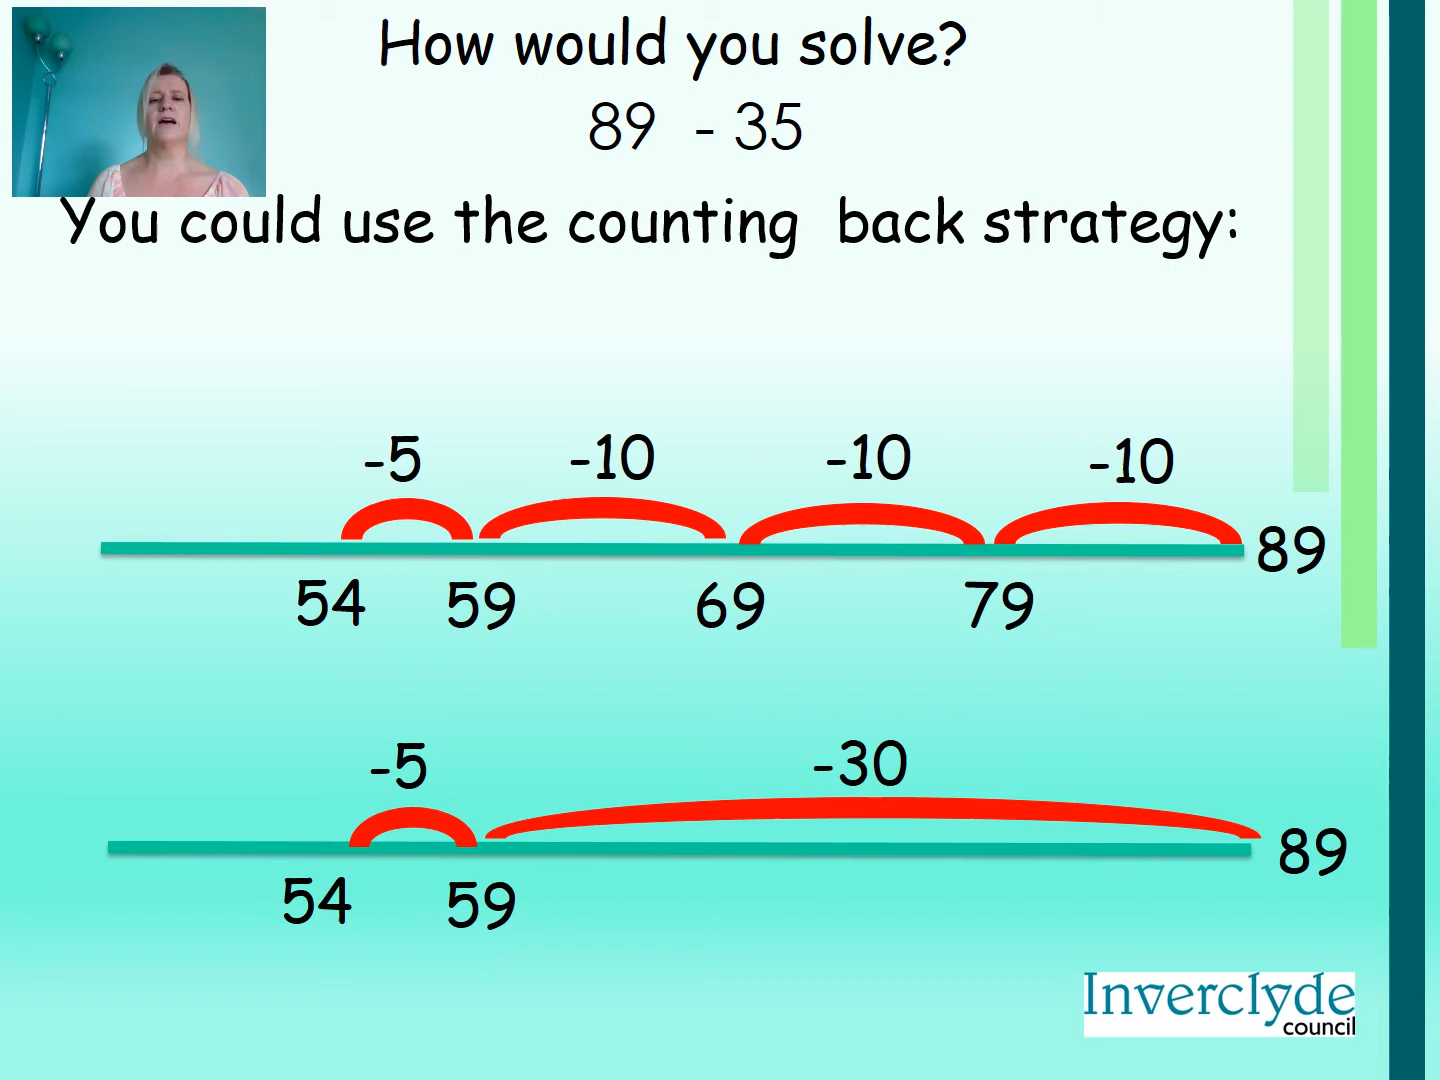 How would you solve?
89 - 35
You could use the counting back strategy:
-5 -10 -10 -10
89
54 59 69 79
-5 -30
89
54 59
Inverclyde
council